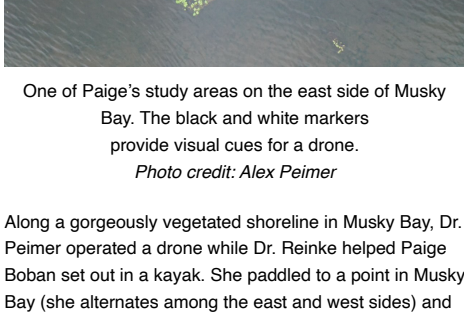 One of Paige’s study areas on the east side of Musky
Bay. The black and white markers
provide visual cues for a drone.
Photo credit: Alex Peimer
Along a gorgeously vegetated shoreline in Musky Bay, Dr.
Peimer operated a drone while Dr. Reinke helped Paige
Boban set out in a kayak. She paddled to a point in Musky
Bay (she alternates among the east and west sides) and